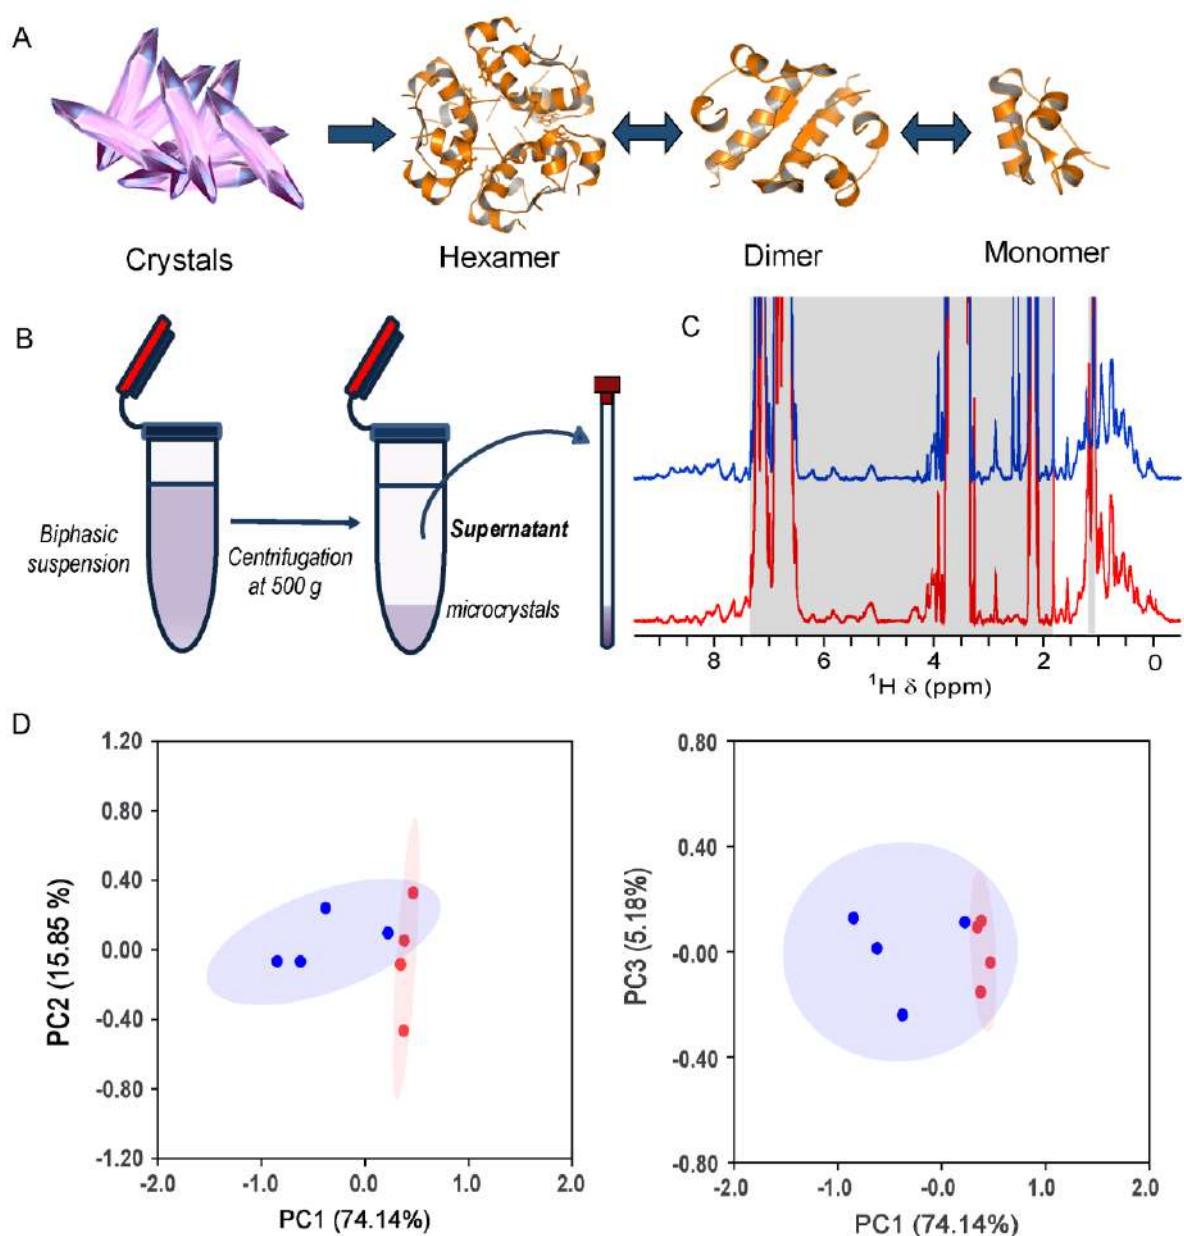 A
Crystals
Hexamer
Dimer
Monomer
B
Biphasic
suspension
Centrifugation
at 500 g
Supernatant
microcrystals
C
8
6
4
2
0
¹H δ (ppm)
D
1.20
0.80
0.40
0.00
-0.40
-0.80
-1.20
-2.0
-1.0
0.0
1.0
2.0
PC2 (15.85 %)
PC1 (74.14%)
0.80
0.40
-0.00
-0.40
-0.80
-2.0
-1.0
-0.0
1.0
2.0
PC3 (5.18%)
PC1 (74.14%)